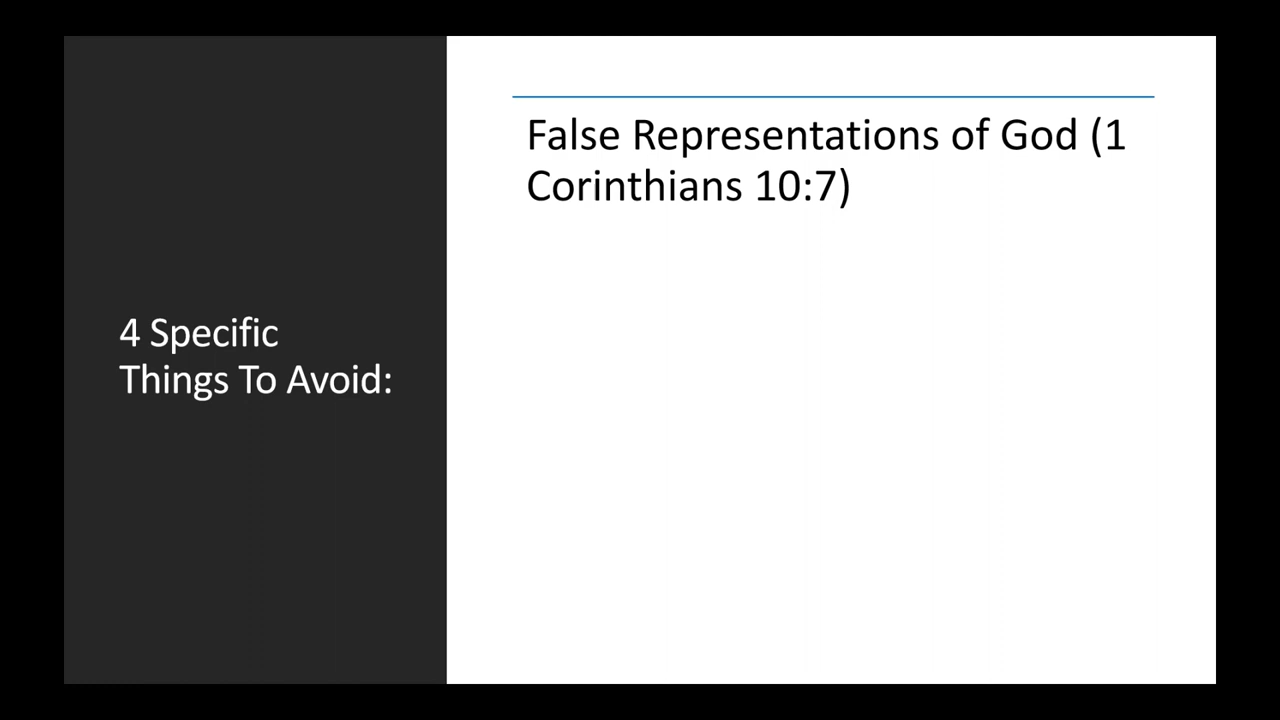 4 Specific
Things To Avoid:
False Representations of God (1
Corinthians 10:7)